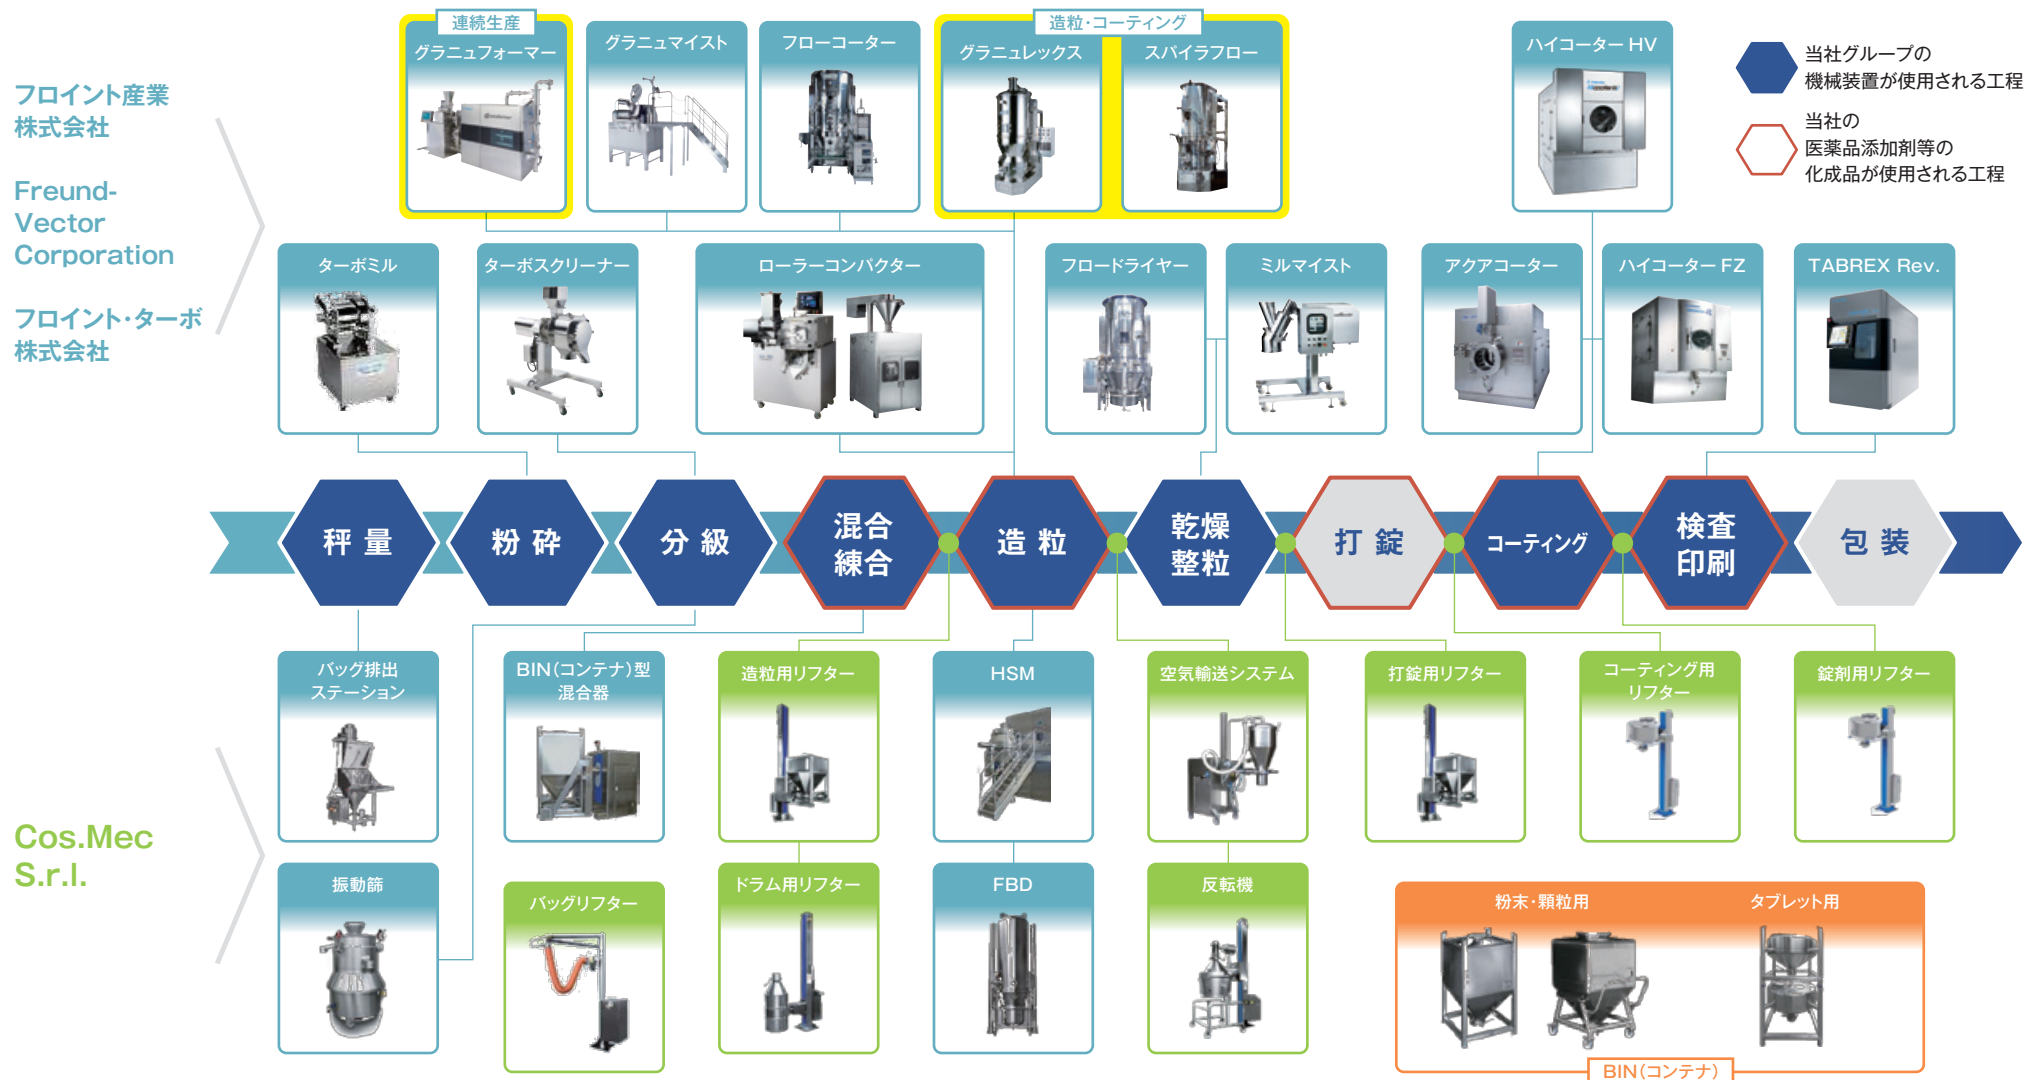 連続生産
グラニュフォーマー
グラニュマイスト
フローコーター
造粒・コーティング
グラニュレックス
スパイラフロー
ハイコーター HV
当社グループの
機械装置が使用される工程
当社の
医薬品添加剤等の
化成品が使用される工程
フロイント産業
株式会社
Freund-
Vector
Corporation
フロイント・ターボ
株式会社
ターボミル
ターボスクリーナー
ローラーコンパクター
フロードライヤー
ミルマイスト
アクアコーター
ハイコーター FZ
TABREX Rev.
秤 量
粉 砕
分 級
混合
練合
造 粒
乾燥
整粒
打 錠
コーティング
検査
印刷
包 装
Cos.Mec
S.r.l.
バッグ排出
ステーション
BIN(コンテナ)型
混合器
造粒用リフター
HSM
空気輸送システム
打錠用リフター
コーティング用
リフター
錠剤用リフター
振動篩
バッグリフター
ドラム用リフター
FBD
反転機
粉末・顆粒用
タブレット用
BIN(コンテナ)